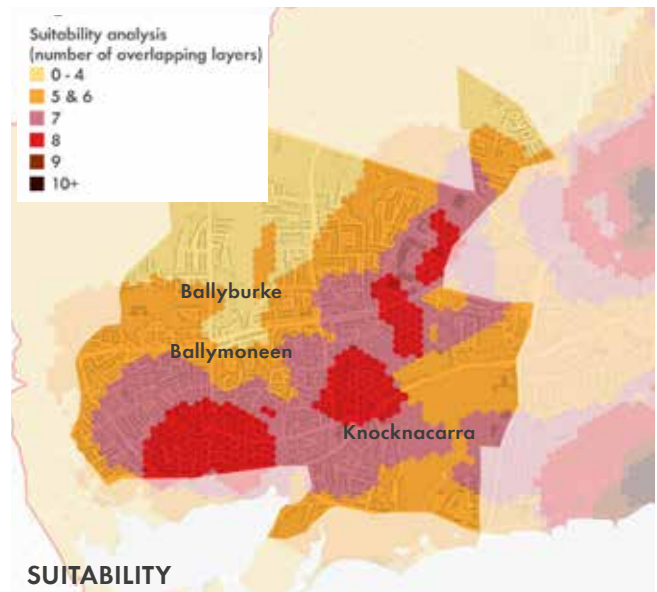 Suitability analysis
(number of overlapping layers)
0 - 4
5 & 6
7
8
9
10+
Ballyburke
Ballymoneen
Knocknacarra
SUITABILITY